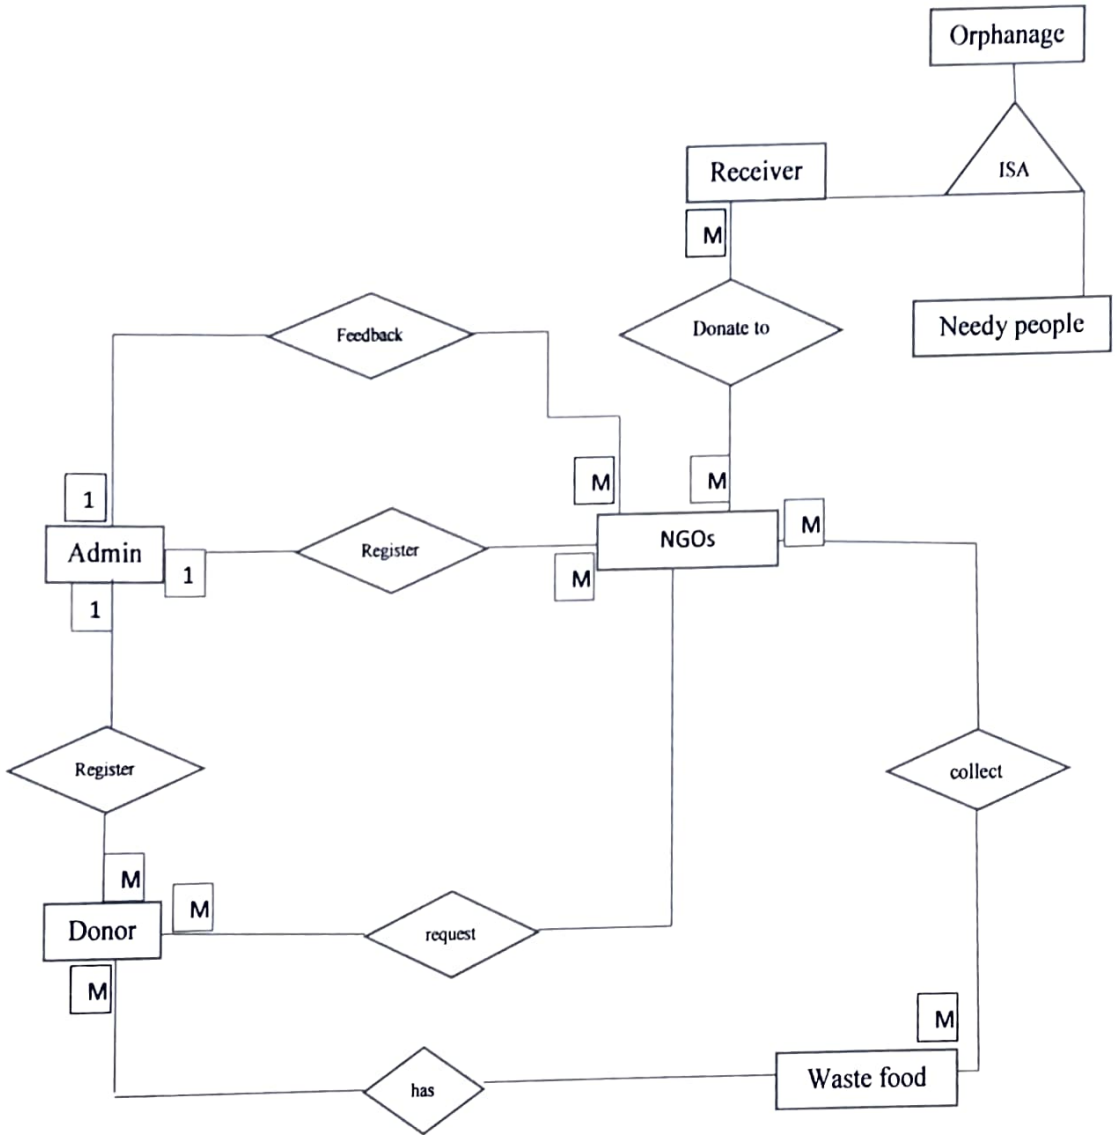 Orphanage
ISA
Receiver
M
Needy people
Donate to
Feedback
1
M
M
Admin
1
Register
NGOs
M
M
1
Register
collect
M
M
Donor
request
M
M
has
Waste food